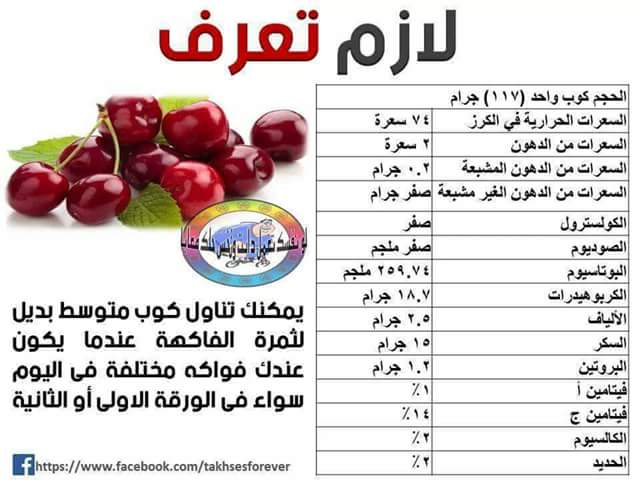 لازم تعرف
الحجم كوب واحد (١١٧) جرام
السعرات الحرارية في الكرز ٧٤ سعرة
السعرات من الدهون ٢ سعرة
السعرات من الدهون المشبعة ٠.٢ جرام
السعرات من الدهون الغير مشبعة صفر جرام
الكولسترول صفر
الصوديوم صفر ملجم
البوتاسيوم ٢٥٩.٧٤ ملجم
الكربوهيدرات ١٨.٧ جرام
الألياف ٢.٥ جرام
السكر ١٥ جرام
البروتين ١.٢ جرام
فيتامين أ ١٪
فيتامين ج ١٤٪
الكالسيوم ٢٪
الحديد ٢٪
يمكنك تناول كوب متوسط بديل
لثمرة الفاكهة عندما يكون
عندك فواكه مختلفة فى اليوم
سواء فى الورقة الاولى أو الثانية
https://www.facebook.com/takhsesforever